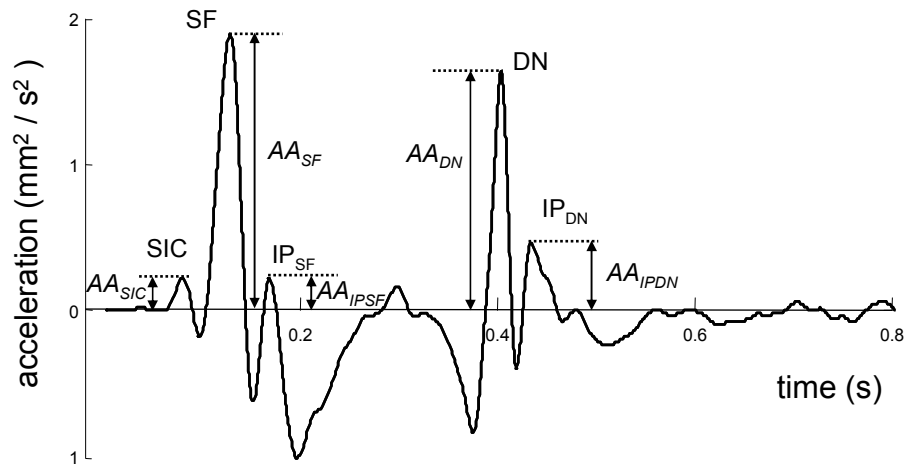 acceleration (mm² / s²)
2
1
0
1
SF
DN
AA_SF
AA_DN
SIC
IP_SF
IP_DN
AA_SIC
AA_IPSF
AA_IPDN
0.2
0.4
0.6
0.8
time (s)